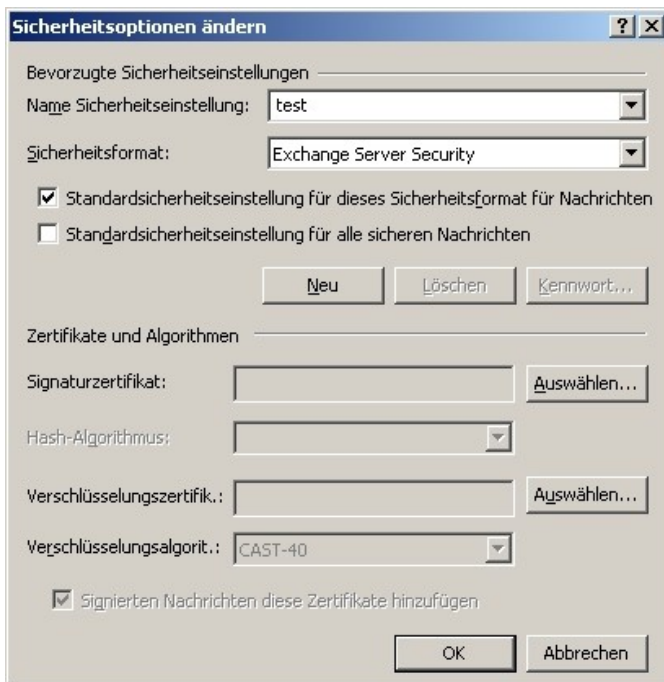 Sicherheitsoptionen ändern
Bevorzugte Sicherheitseinstellungen
Name Sicherheitseinstellung: test
Sicherheitsformat: Exchange Server Security
Standardsicherheitseinstellung für dieses Sicherheitsformat für Nachrichten
Standardsicherheitseinstellung für alle sicheren Nachrichten
Neu Löschen Kennwort...
Zertifikate und Algorithmen
Signaturzertifikat: Auswählen...
Hash-Algorithmus:
Verschlüsselungszertifik.: Auswählen...
Verschlüsselungsalgorit.: CAST-40
Signierten Nachrichten diese Zertifikate hinzufügen
OK Abbrechen